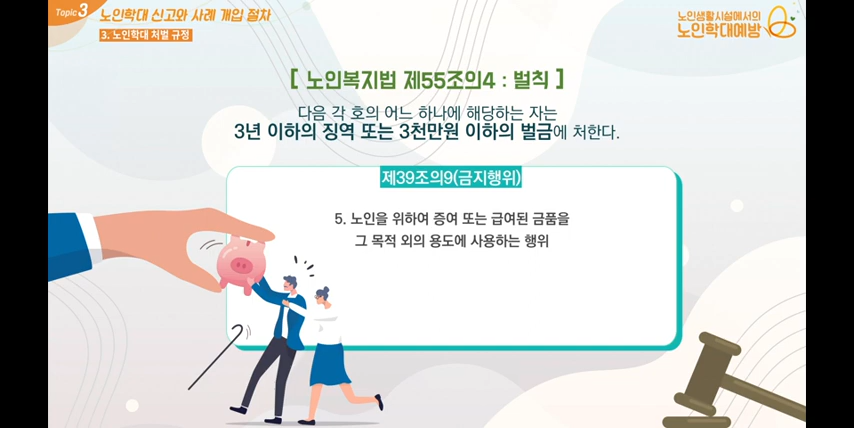 Topic 3 노인학대 신고와 사례 개입 절차
3. 노인학대 처벌 규정
노인생활시설에서의
노인학대예방
[ 노인복지법 제55조의4 : 벌칙 ]
다음 각 호의 어느 하나에 해당하는 자는
3년 이하의 징역 또는 3천만원 이하의 벌금에 처한다.
제39조의9(금지행위)
5. 노인을 위하여 증여 또는 급여된 금품을
그 목적 외의 용도에 사용하는 행위